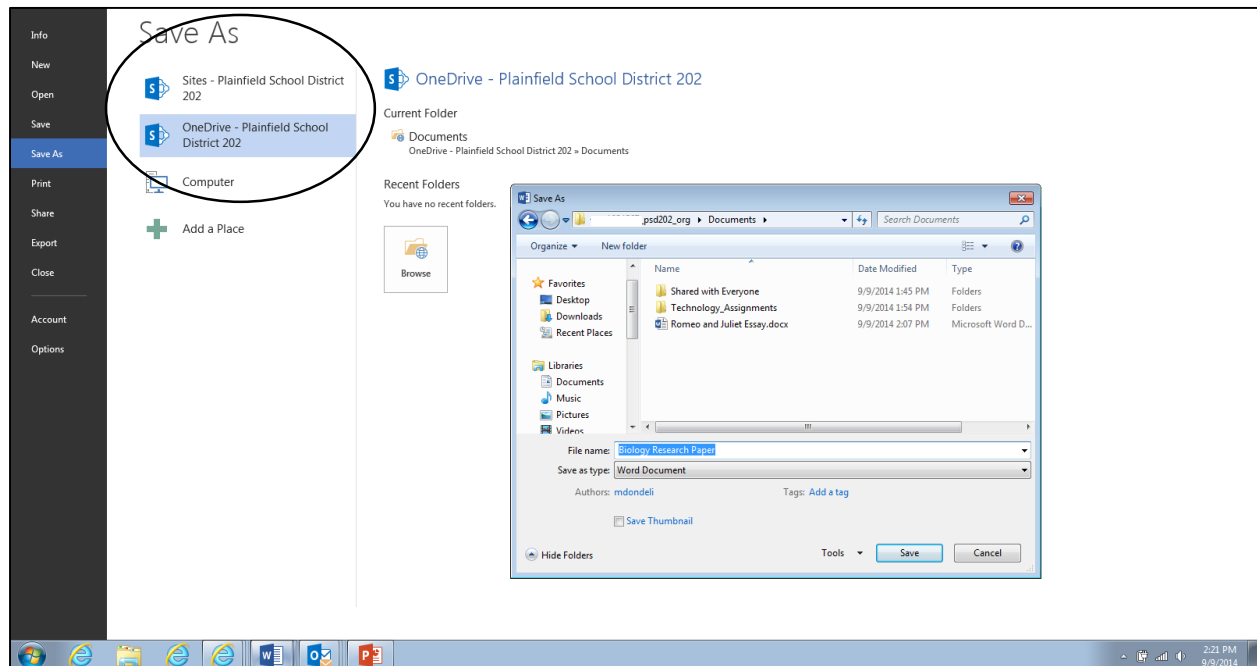 Info
New
Open
Save
Save As
Print
Share
Export
Close
Account
Options
Save As
Sites - Plainfield School District
202
OneDrive - Plainfield School
District 202
Computer
Add a Place
OneDrive - Plainfield School District 202
Current Folder
Documents
OneDrive - Plainfield School District 202 » Documents
Recent Folders
You have no recent folders.
Browse
Save As
psd202_org Documents
Search Documents
Organize New folder
Name Date Modified Type
Favorites
Desktop
Downloads
Recent Places
Libraries
Documents
Music
Pictures
Videos
Shared with Everyone 9/9/2014 1:45 PM Folders
Technology_Assignments 9/9/2014 1:54 PM Folders
Romeo and Juliet Essay.docx 9/9/2014 2:07 PM Microsoft Word D...
File name: Biology Research Paper
Save as type: Word Document
Authors: mdondeli Tags: Add a tag
Save Thumbnail
Hide Folders Tools Save Cancel
2:21 PM
9/9/2014